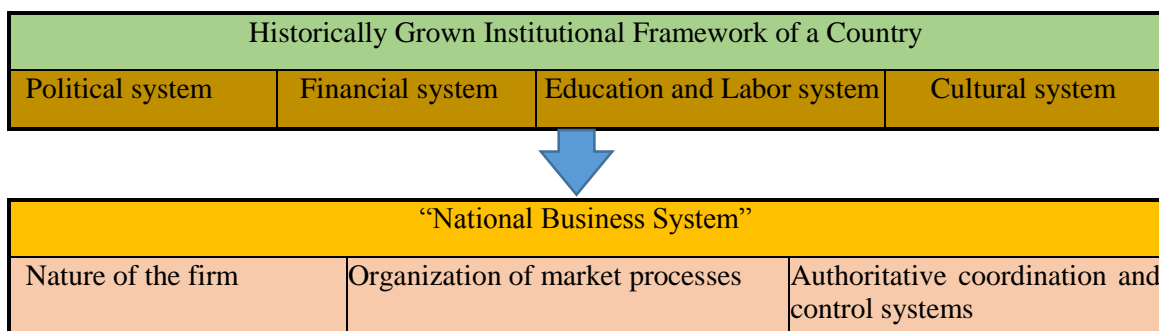 Historically Grown Institutional Framework of a Country
Political system Financial system Education and Labor system Cultural system
“National Business System”
Nature of the firm Organization of market processes Authoritative coordination and
control systems